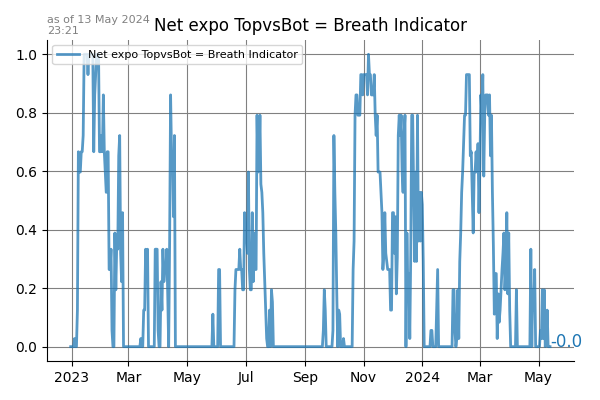 as of 13 May 2024
23:21
Net expo TopvsBot = Breath Indicator
Net expo TopvsBot = Breath Indicator
1.0
0.8
0.6
0.4
0.2
0.0
-0.0
2023 Mar May Jul Sep Nov 2024 Mar May